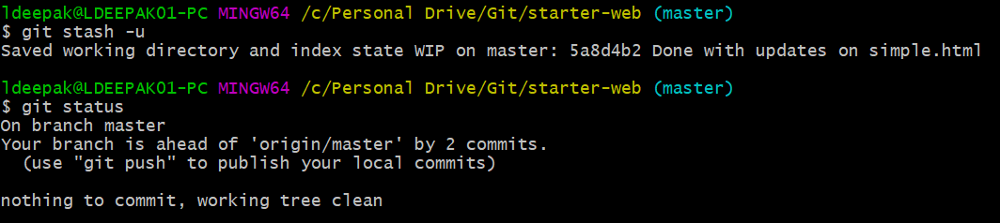 ldeepak@LDEEPAK01-PC MINGW64 /c/Personal Drive/Git/starter-web (master)
$ git stash -u
Saved working directory and index state WIP on master: 5a8d4b2 Done with updates on simple.html

ldeepak@LDEEPAK01-PC MINGW64 /c/Personal Drive/Git/starter-web (master)
$ git status
On branch master
Your branch is ahead of 'origin/master' by 2 commits.
  (use "git push" to publish your local commits)

nothing to commit, working tree clean